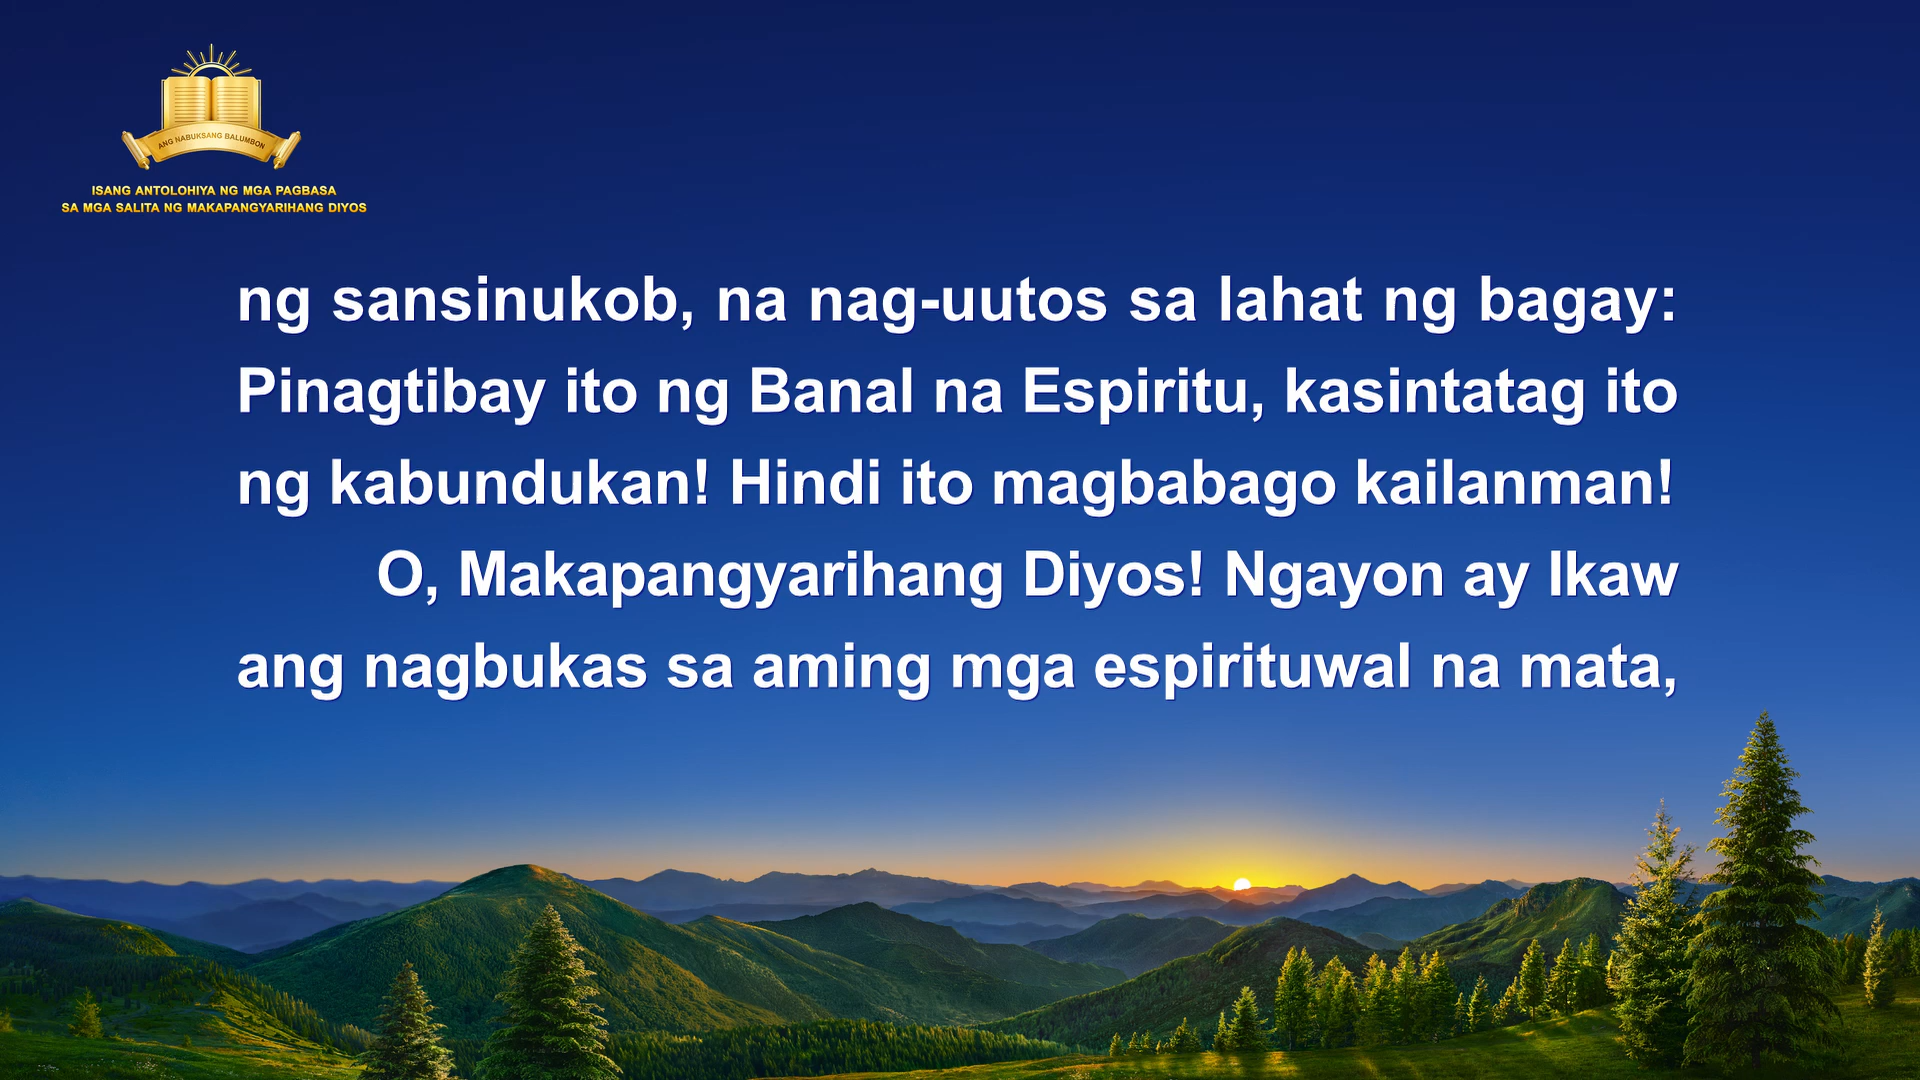 ANG NABUKSANG BALUMBON
ISANG ANTOLOHIYA NG MGA PAGBASA
SA MGA SALITA NG MAKAPANGYARIHANG DIYOS
ng sansinukob, na nag-uutos sa lahat ng bagay:
Pinagtibay ito ng Banal na Espiritu, kasintatag ito
ng kabundukan! Hindi ito magbabago kailanman!
O, Makapangyarihang Diyos! Ngayon ay Ikaw
ang nagbukas sa aming mga espirituwal na mata,